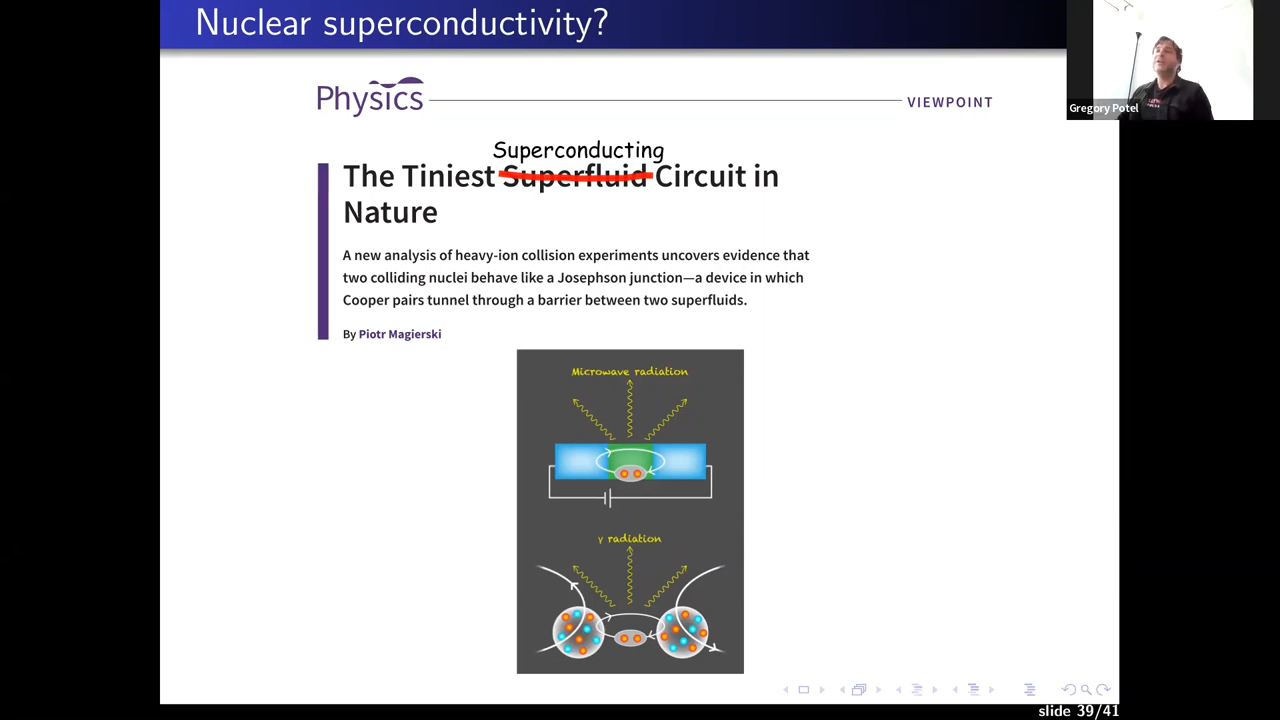 Nuclear superconductivity?
Gregory Potel
Physics
VIEWPOINT
Superconducting
The Tiniest Superfluid Circuit in
Nature
A new analysis of heavy-ion collision experiments uncovers evidence that
two colliding nuclei behave like a Josephson junction—a device in which
Cooper pairs tunnel through a barrier between two superfluids.
By Piotr Magierski
Microwave radiation
γ radiation
slide 39/41